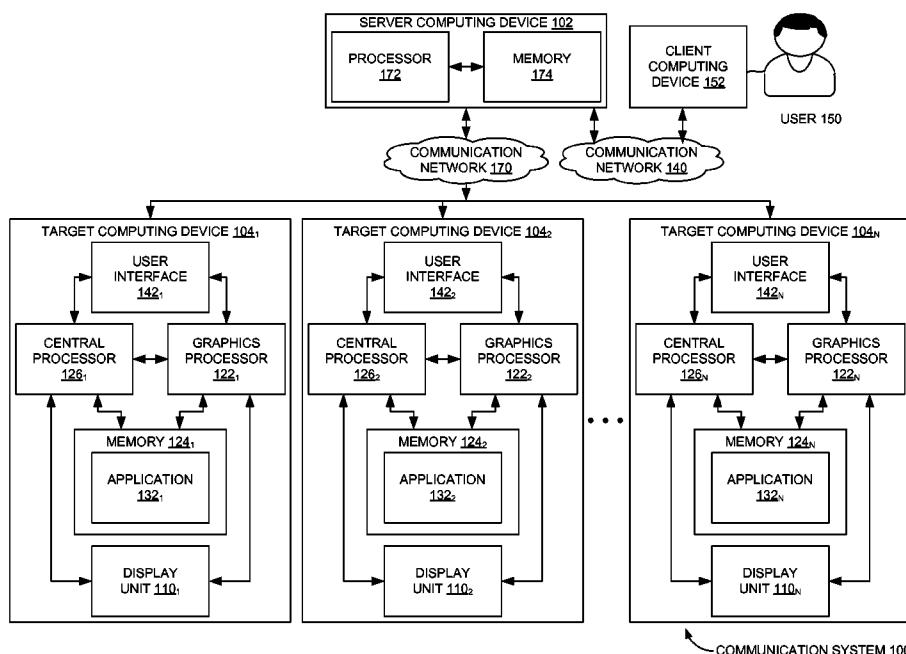 SERVER COMPUTING DEVICE 102
PROCESSOR
172
MEMORY
174
CLIENT
COMPUTING
DEVICE 152
USER 150
COMMUNICATION
NETWORK 170
COMMUNICATION
NETWORK 140
TARGET COMPUTING DEVICE 104₁
USER
INTERFACE
142₁
CENTRAL
PROCESSOR
126₁
GRAPHICS
PROCESSOR
122₁
MEMORY 124₁
APPLICATION
132₁
DISPLAY
UNIT 110₁
TARGET COMPUTING DEVICE 104₂
USER
INTERFACE
142₂
CENTRAL
PROCESSOR
126₂
GRAPHICS
PROCESSOR
122₂
MEMORY 124₂
APPLICATION
132₂
DISPLAY
UNIT 110₂
• • •
TARGET COMPUTING DEVICE 104N
USER
INTERFACE
142N
CENTRAL
PROCESSOR
126N
GRAPHICS
PROCESSOR
122N
MEMORY 124N
APPLICATION
132N
DISPLAY
UNIT 110N
COMMUNICATION SYSTEM 100